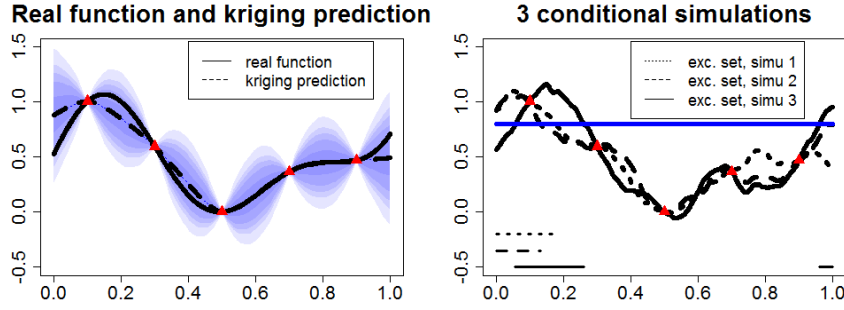 Real function and kriging prediction
real function
kriging prediction
1.5
1.0
0.5
0.0
-0.5
0.0 0.2 0.4 0.6 0.8 1.0
3 conditional simulations
exc. set, simu 1
exc. set, simu 2
exc. set, simu 3
1.5
1.0
0.5
0.0
-0.5
0.0 0.2 0.4 0.6 0.8 1.0